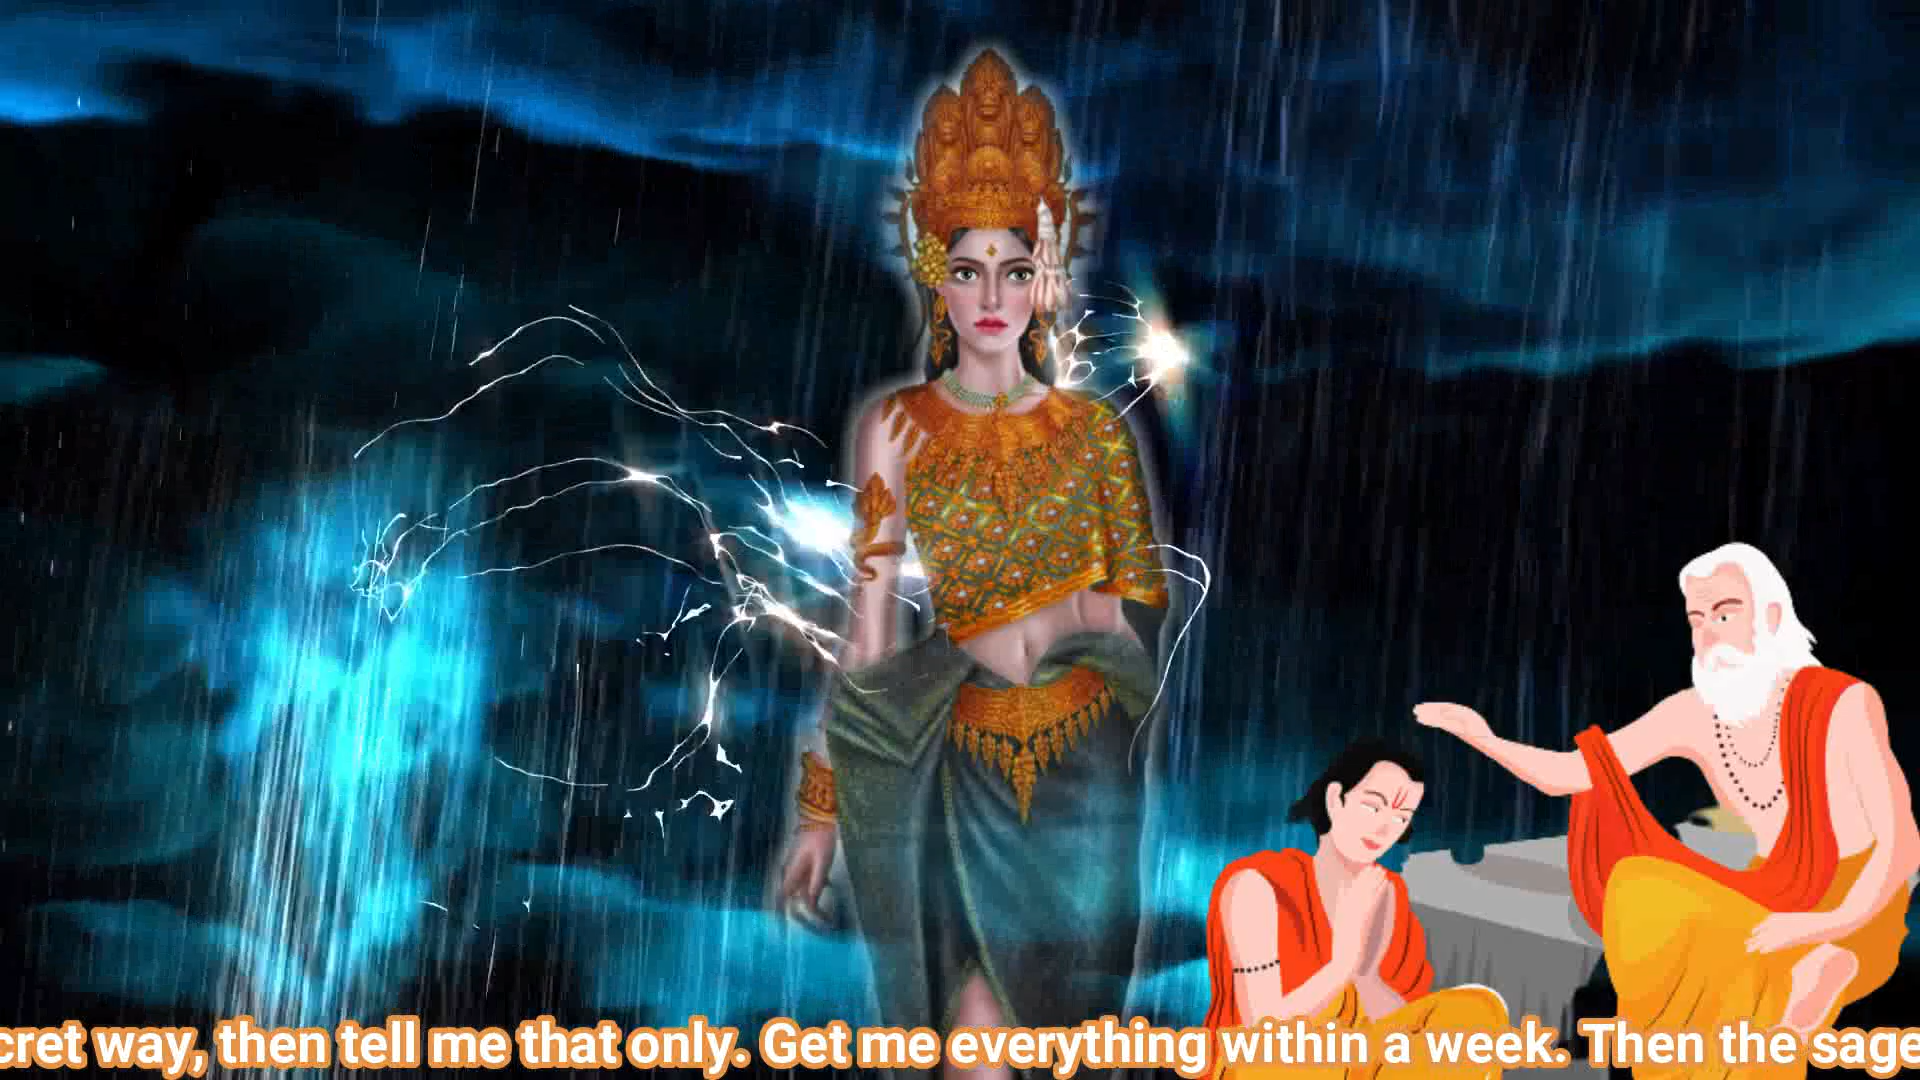 cret way, then tell me that only. Get me everything within a week. Then the sage